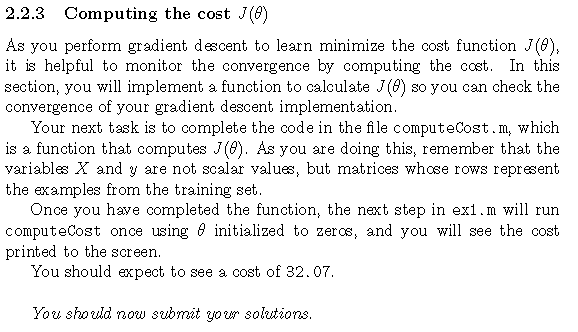 2.2.3 Computing the cost J(θ)
As you perform gradient descent to learn minimize the cost function J(θ),
it is helpful to monitor the convergence by computing the cost. In this
section, you will implement a function to calculate J(θ) so you can check the
convergence of your gradient descent implementation.
Your next task is to complete the code in the file computeCost.m, which
is a function that computes J(θ). As you are doing this, remember that the
variables X and y are not scalar values, but matrices whose rows represent
the examples from the training set.
Once you have completed the function, the next step in ex1.m will run
computeCost once using θ initialized to zeros, and you will see the cost
printed to the screen.
You should expect to see a cost of 32.07.
You should now submit your solutions.